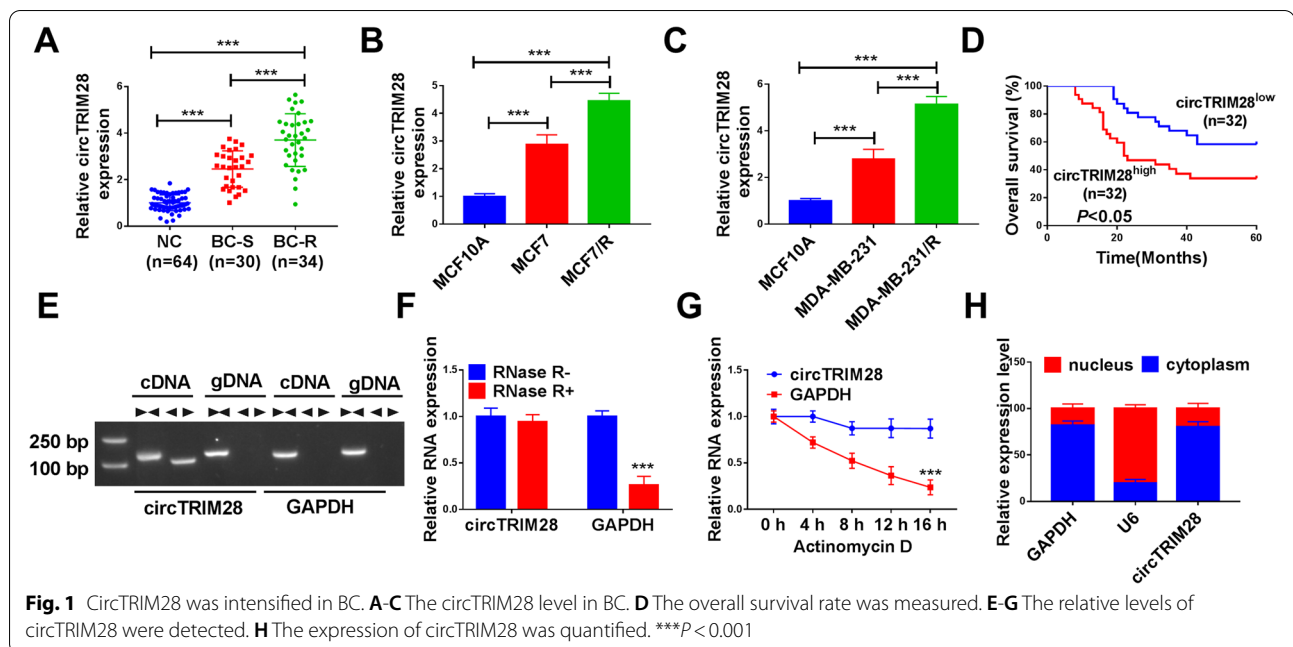 A
Relative circTRIM28
expression
6
4
2
0
***
***
***
NC
(n=64)
BC-S
(n=30)
BC-R
(n=34)
B
Relative circTRIM28
expression
6
4
2
0
***
***
***
MCF10A
MCF7
MCF7/R
C
Relative circTRIM28
expression
6
4
2
0
***
***
***
MCF10A
MDA-MB-231
MDA-MB-231/R
D
Overall survival (%)
100
80
60
40
20
0
circTRIM28low
(n=32)
circTRIM28high
(n=32)
P<0.05
0
20
40
60
Time(Months)
E
cDNA gDNA cDNA gDNA
250 bp
100 bp
circTRIM28 GAPDH
F
Relative RNA expression
1.5
1.0
0.5
0.0
RNase R-
RNase R+
***
circTRIM28 GAPDH
G
Relative RNA expression
1.5
1.0
0.5
0.0
circTRIM28
GAPDH
***
0 h 4 h 8 h 12 h 16 h
Actinomycin D
H
nucleus cytoplasm
Relative expression level
150
100
50
0
GAPDH
U6
circTRIM28
Fig. 1 CircTRIM28 was intensified in BC. A-C The circTRIM28 level in BC. D The overall survival rate was measured. E-G The relative levels of
circTRIM28 were detected. H The expression of circTRIM28 was quantified. ***P < 0.001